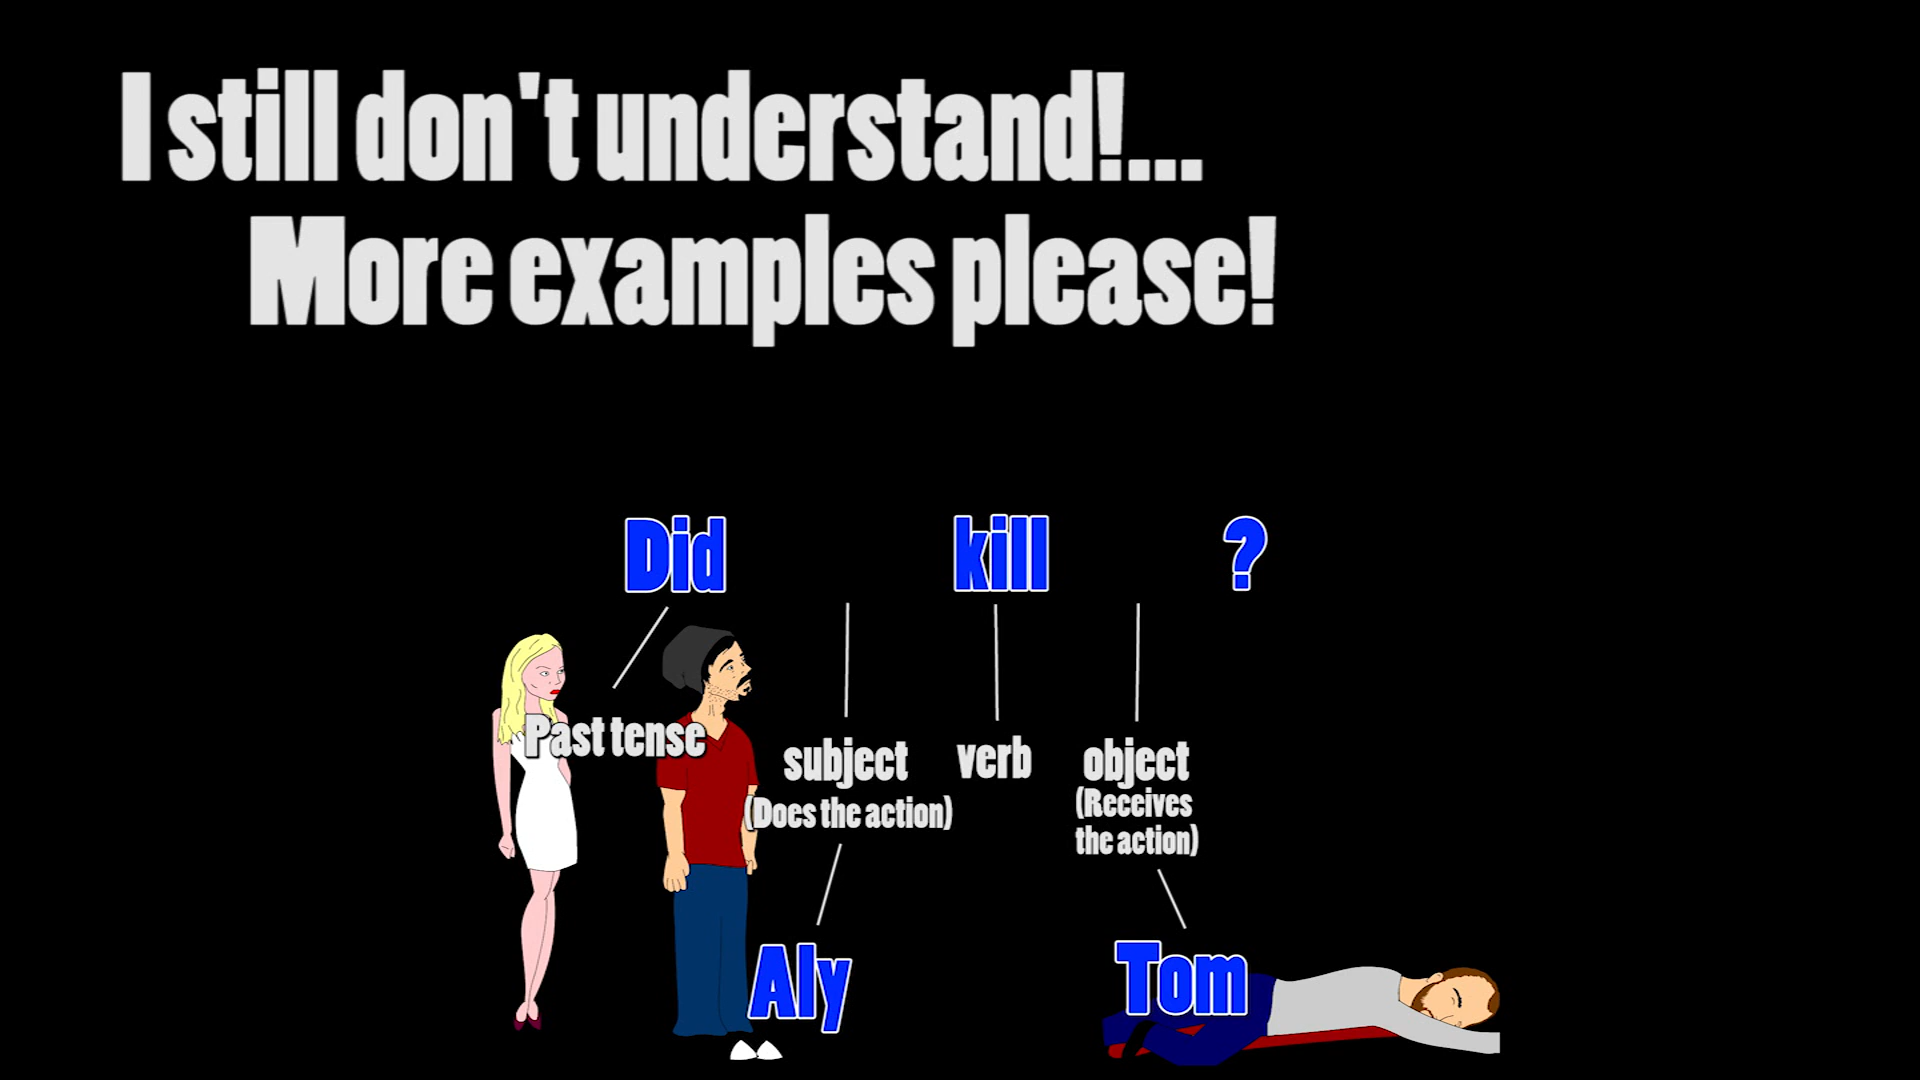 I still don't understand!...
More examples please!
Did kill ?
Past tense
subject verb object
(Does the action)
(Receives
the action)
Aly Tom